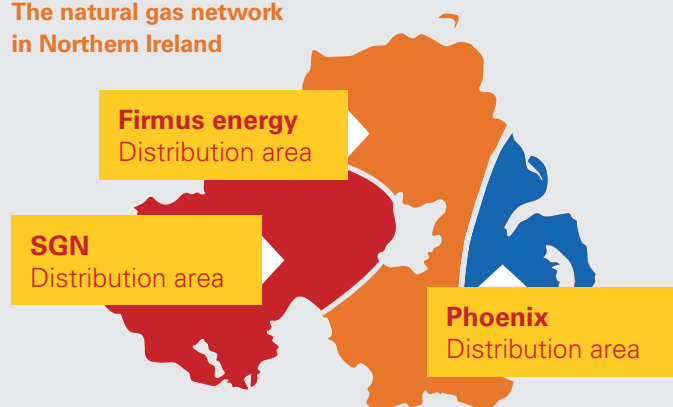 The natural gas network
in Northern Ireland
Firmus energy
Distribution area
SGN
Distribution area
Phoenix
Distribution area